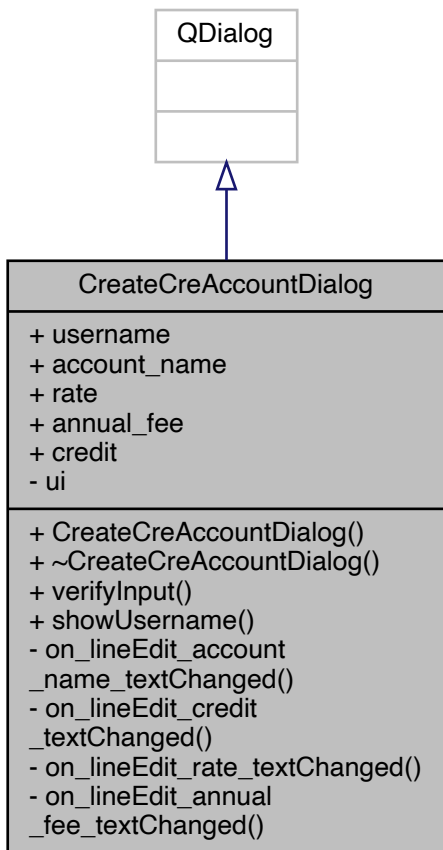 QDialog
CreateCreAccountDialog
+ username
+ account_name
+ rate
+ annual_fee
+ credit
- ui
+ CreateCreAccountDialog()
+ ~CreateCreAccountDialog()
+ verifyInput()
+ showUsername()
- on_lineEdit_account
_name_textChanged()
- on_lineEdit_credit
_textChanged()
- on_lineEdit_rate_textChanged()
- on_lineEdit_annual
_fee_textChanged()